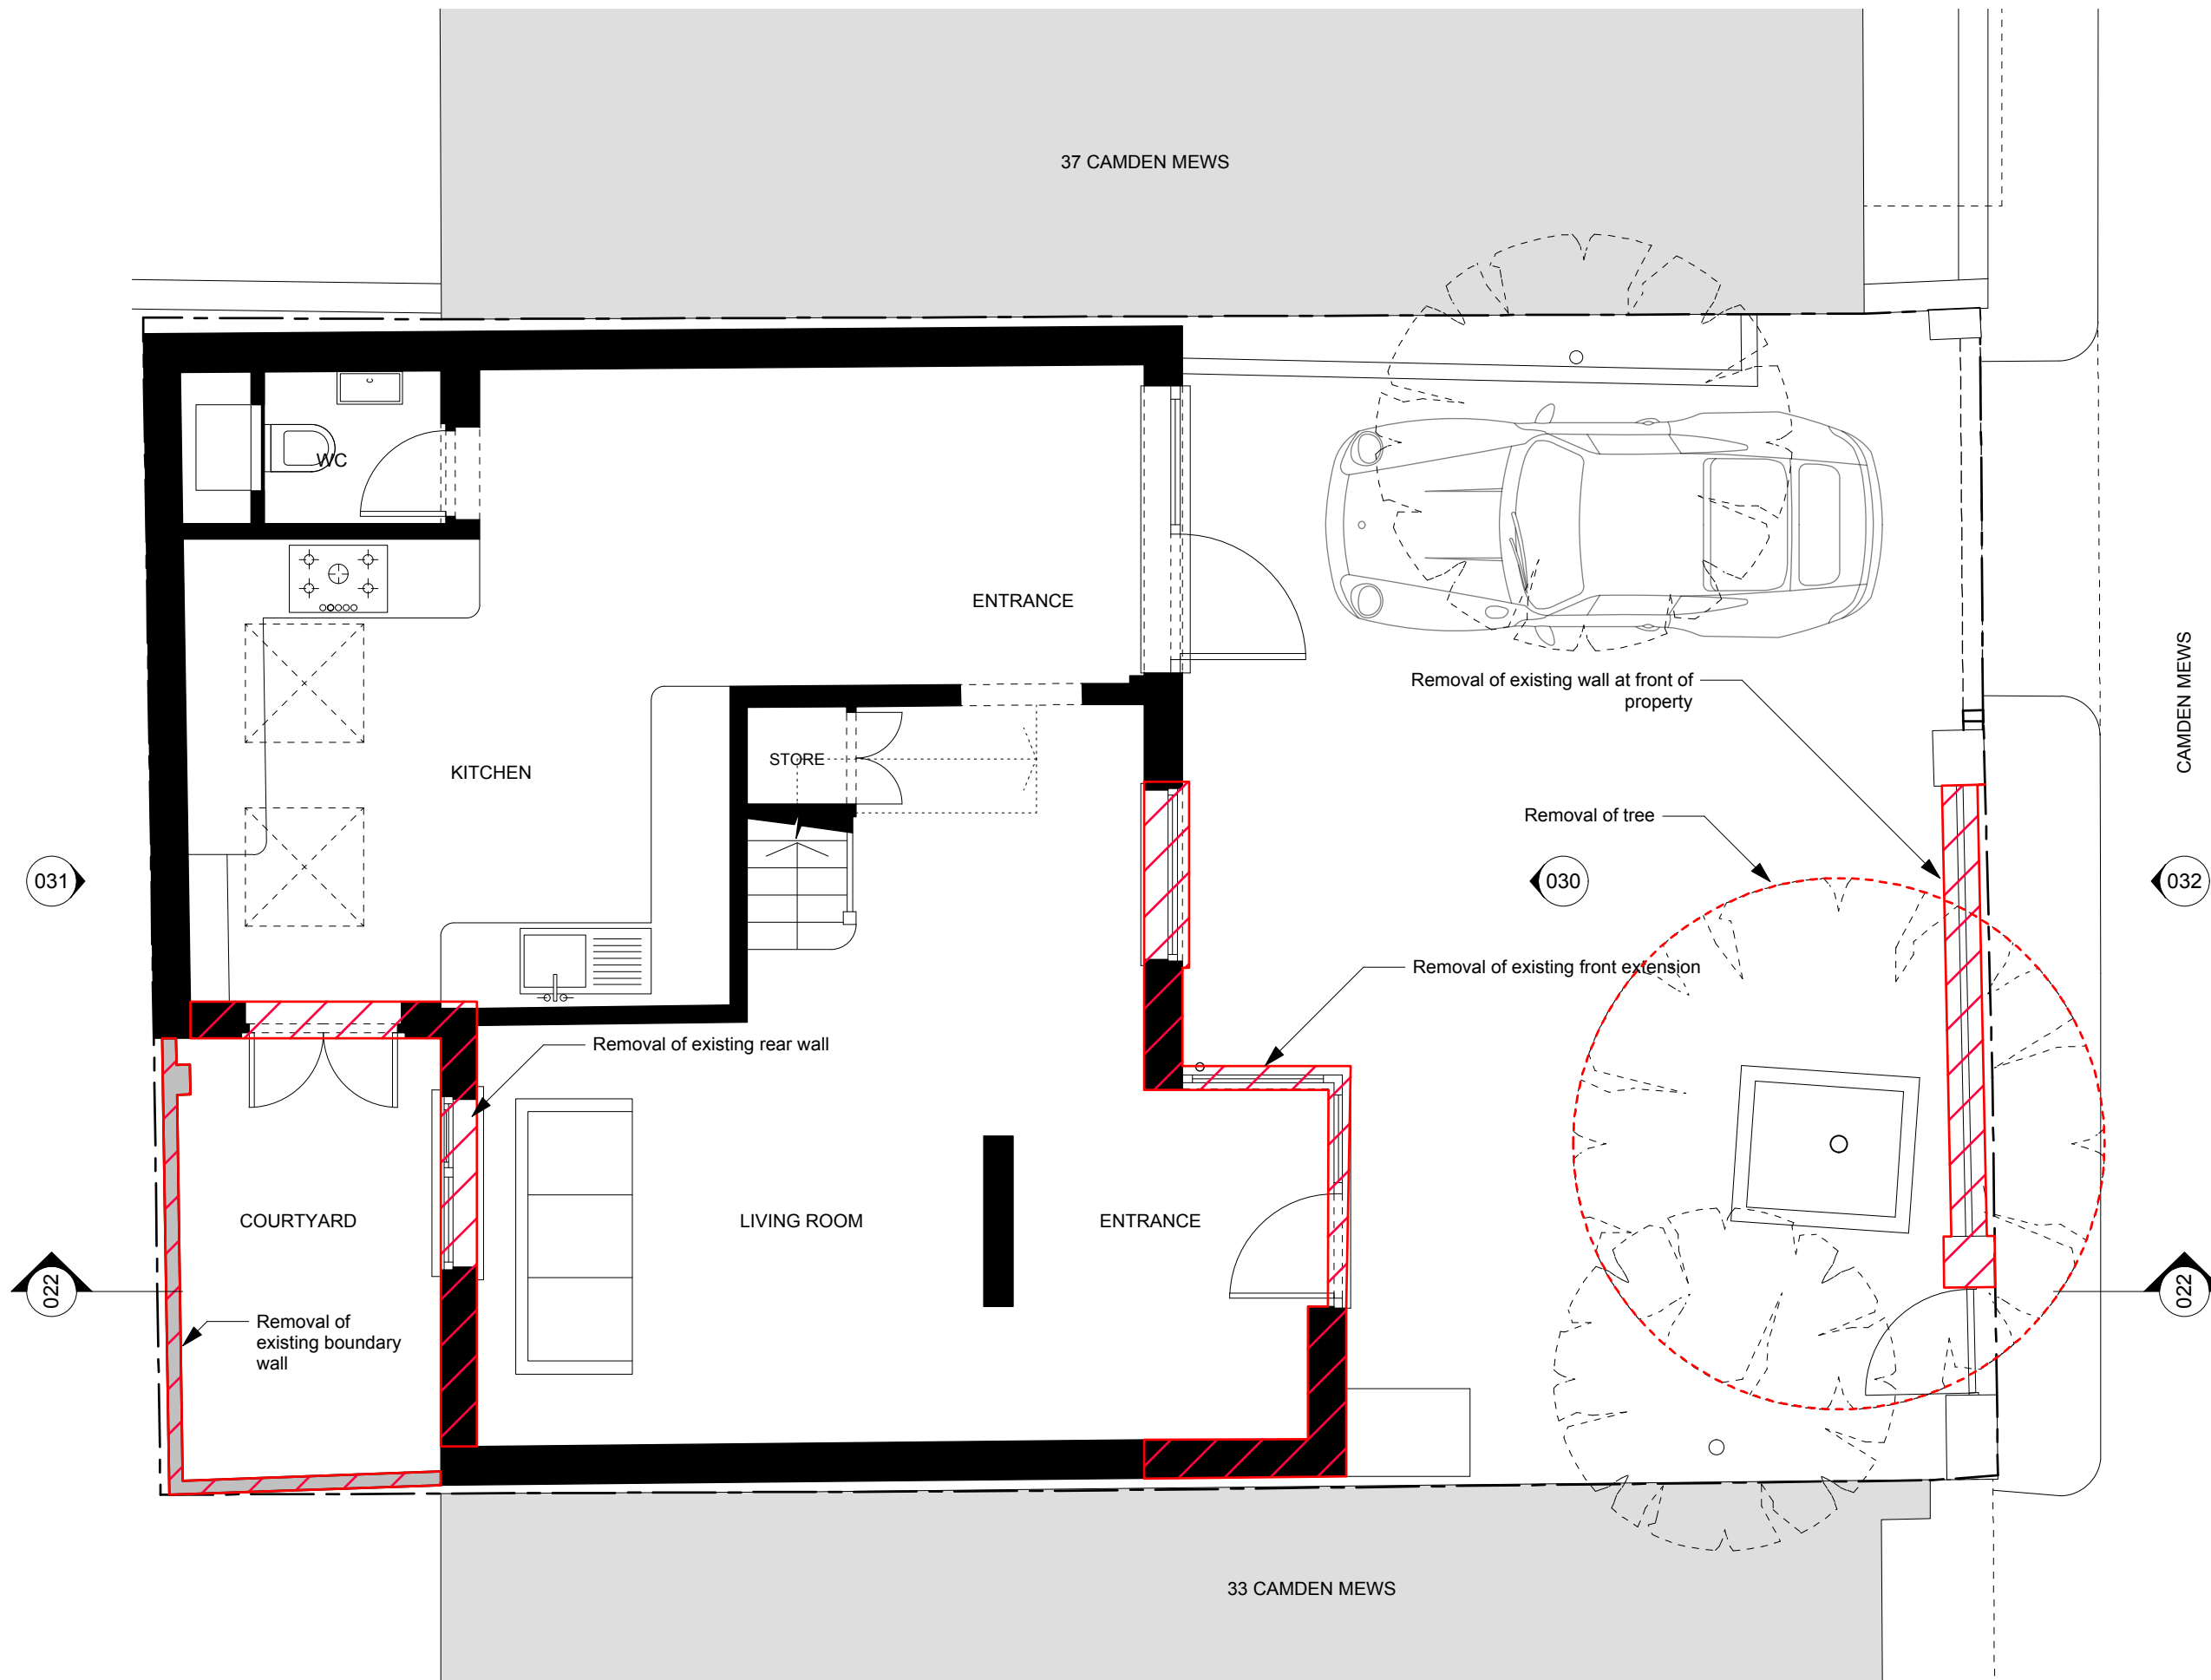 37 CAMDEN MEWS
WC
ENTRANCE
Removal of existing wall at front of
property
CAMDEN MEWS
STORE
KITCHEN
Removal of tree
031
030
032
Removal of existing front extension
Removal of existing rear wall
COURTYARD
LIVING ROOM
ENTRANCE
022
022
Removal of
existing boundary
wall
33 CAMDEN MEWS